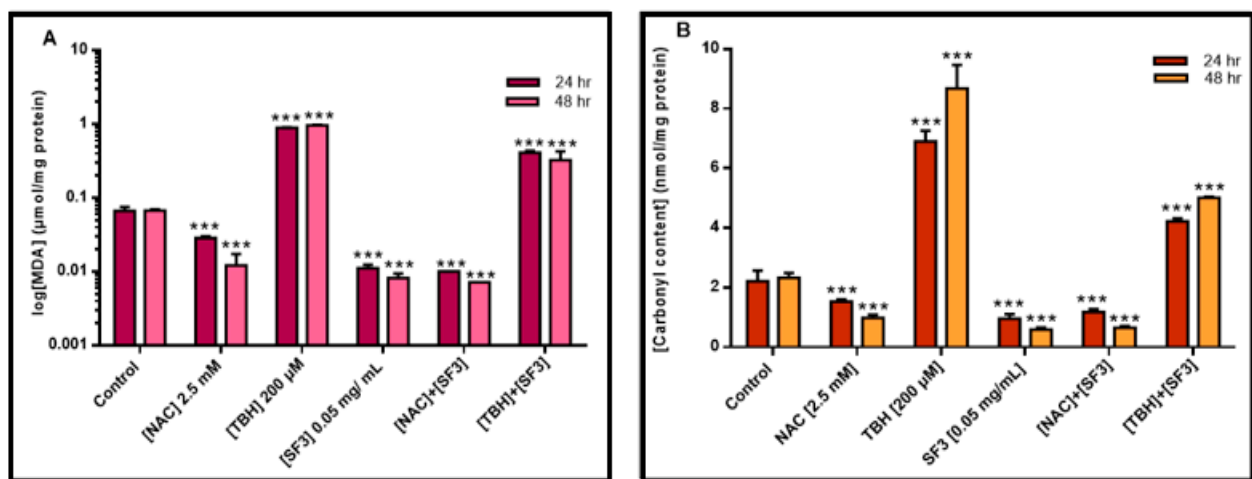 A
log[MDA] (µmol/mg protein)
10
1
0.1
0.01
0.001
24 hr
48 hr
*** ***
*** ***
*** ***
*** ***
*** ***
Control
[NAC] 2.5 mM
[TBH] 200 µM
[SF3] 0.05 mg/ mL
[NAC]+[SF3]
[TBH]+[SF3]
B
[Carbonyl content] (nmol/mg protein)
10
8
6
4
2
0
24 hr
48 hr
*** ***
*** ***
*** ***
*** ***
*** ***
Control
NAC [2.5 mM]
TBH [200 µM]
SF3 [0.05 mg/mL]
[NAC]+[SF3]
[TBH]+[SF3]